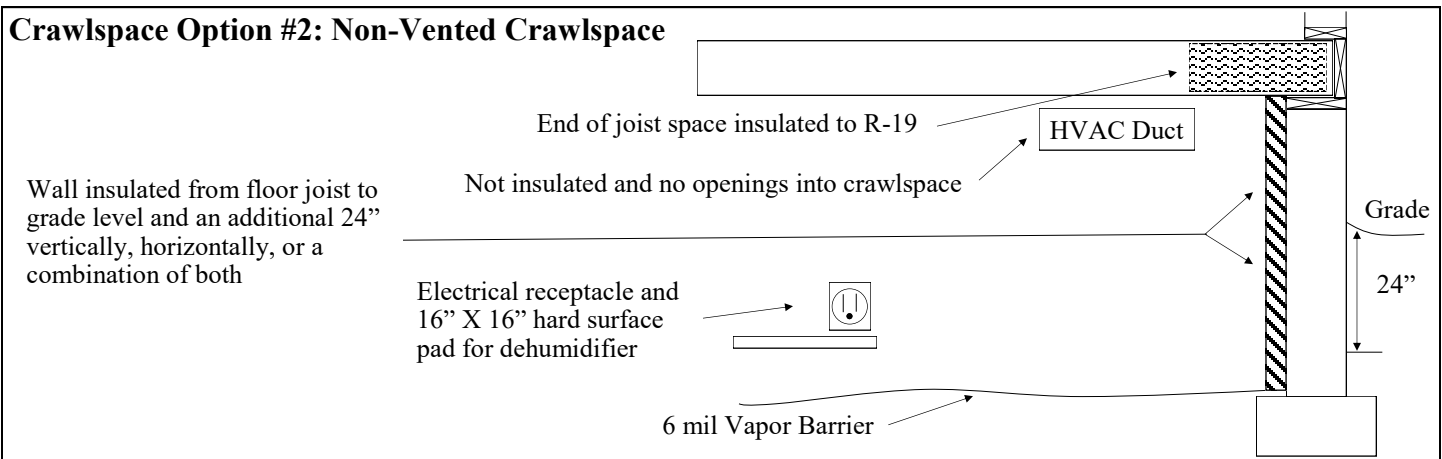 Crawlspace Option #2: Non-Vented Crawlspace
End of joist space insulated to R-19
HVAC Duct
Not insulated and no openings into crawlspace
Wall insulated from floor joist to
grade level and an additional 24”
vertically, horizontally, or a
combination of both
Grade
24”
Electrical receptacle and
16” X 16” hard surface
pad for dehumidifier
6 mil Vapor Barrier